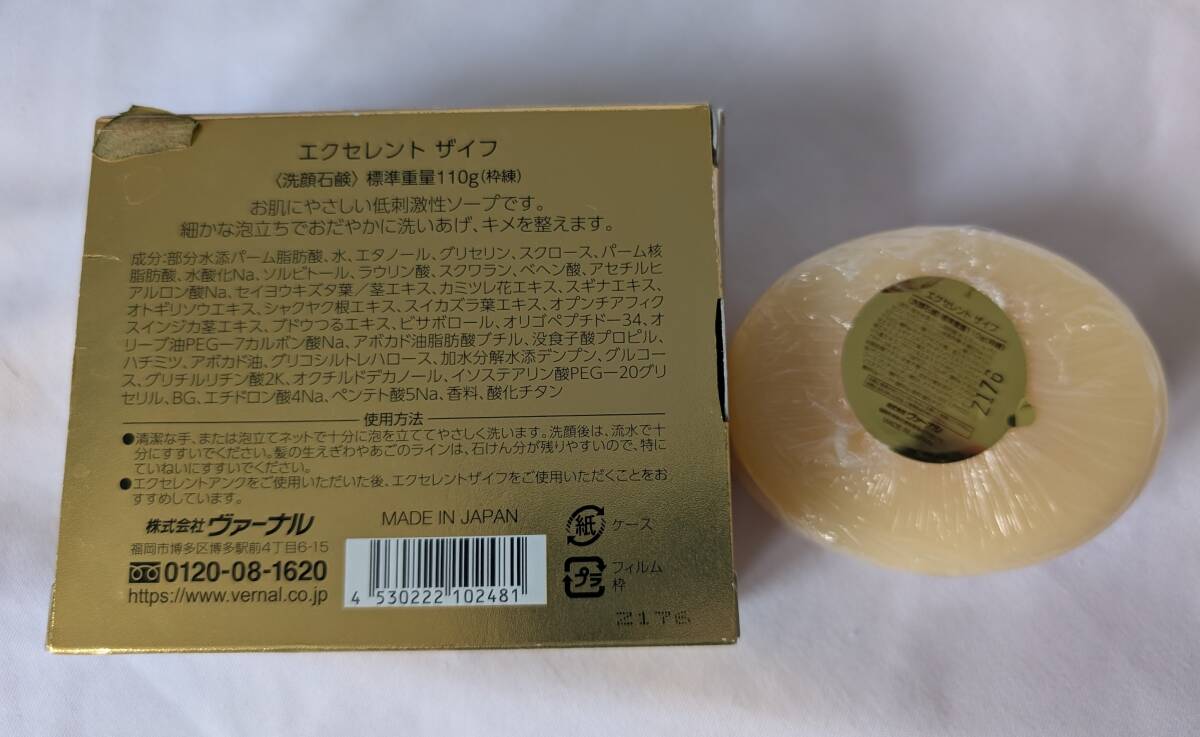 エクセレント ザイフ
〈洗顔石鹸〉 標準重量110g(枠練)
お肌にやさしい低刺激性ソープです。
細かな泡立ちでおだやかに洗いあげ、キメを整えます。
成分:部分水添パーム脂肪酸、水、エタノール、グリセリン、スクロース、パーム核
脂肪酸、水酸化Na、ソルビトール、ラウリン酸、スクワラン、ベヘン酸、アセチルヒ
アルロン酸Na、セイヨウキズタ葉/茎エキス、カミツレ花エキス、スギナエキス、
オトギリソウエキス、シャクヤク根エキス、スイカズラ葉エキス、オプンチアフィク
スインジカ茎エキス、ブドウつるエキス、ビサボロール、オリゴペプチドー34、オ
リーブ油PEGー7カルボン酸Na、アボカド油脂肪酸ブチル、没食子酸プロピル、
ハチミツ、アボカド油、グリコシルトレハロース、加水分解水添デンプン、グルコー
ス、グリチルリチン酸2K、オクチルドデカノール、イソステアリン酸PEGー20グリ
セリル、BG、エチドロン酸4Na、ペンテト酸5Na、香料、酸化チタン
使用方法
●清潔な手、または泡立てネットで十分に泡を立ててやさしく洗います。洗顔後は、流水で十
分にすすいでください。髪の生えぎわやあごのラインは、石けん分が残りやすいので、特に
ていねいにすすいでください。
●エクセレントアンクをご使用いただいた後、エクセレントザイフをご使用いただくことをお
すすめしています。
株式会社 ヴァーナル
福岡市博多区博多駅前4丁目6-15
0120-08-1620
https://www.vernal.co.jp
MADE IN JAPAN
4 530222 102481
紙 ケース
プラ フィルム
枠
Z176
エクセレント ザイフ
Z176
ヴァーナル